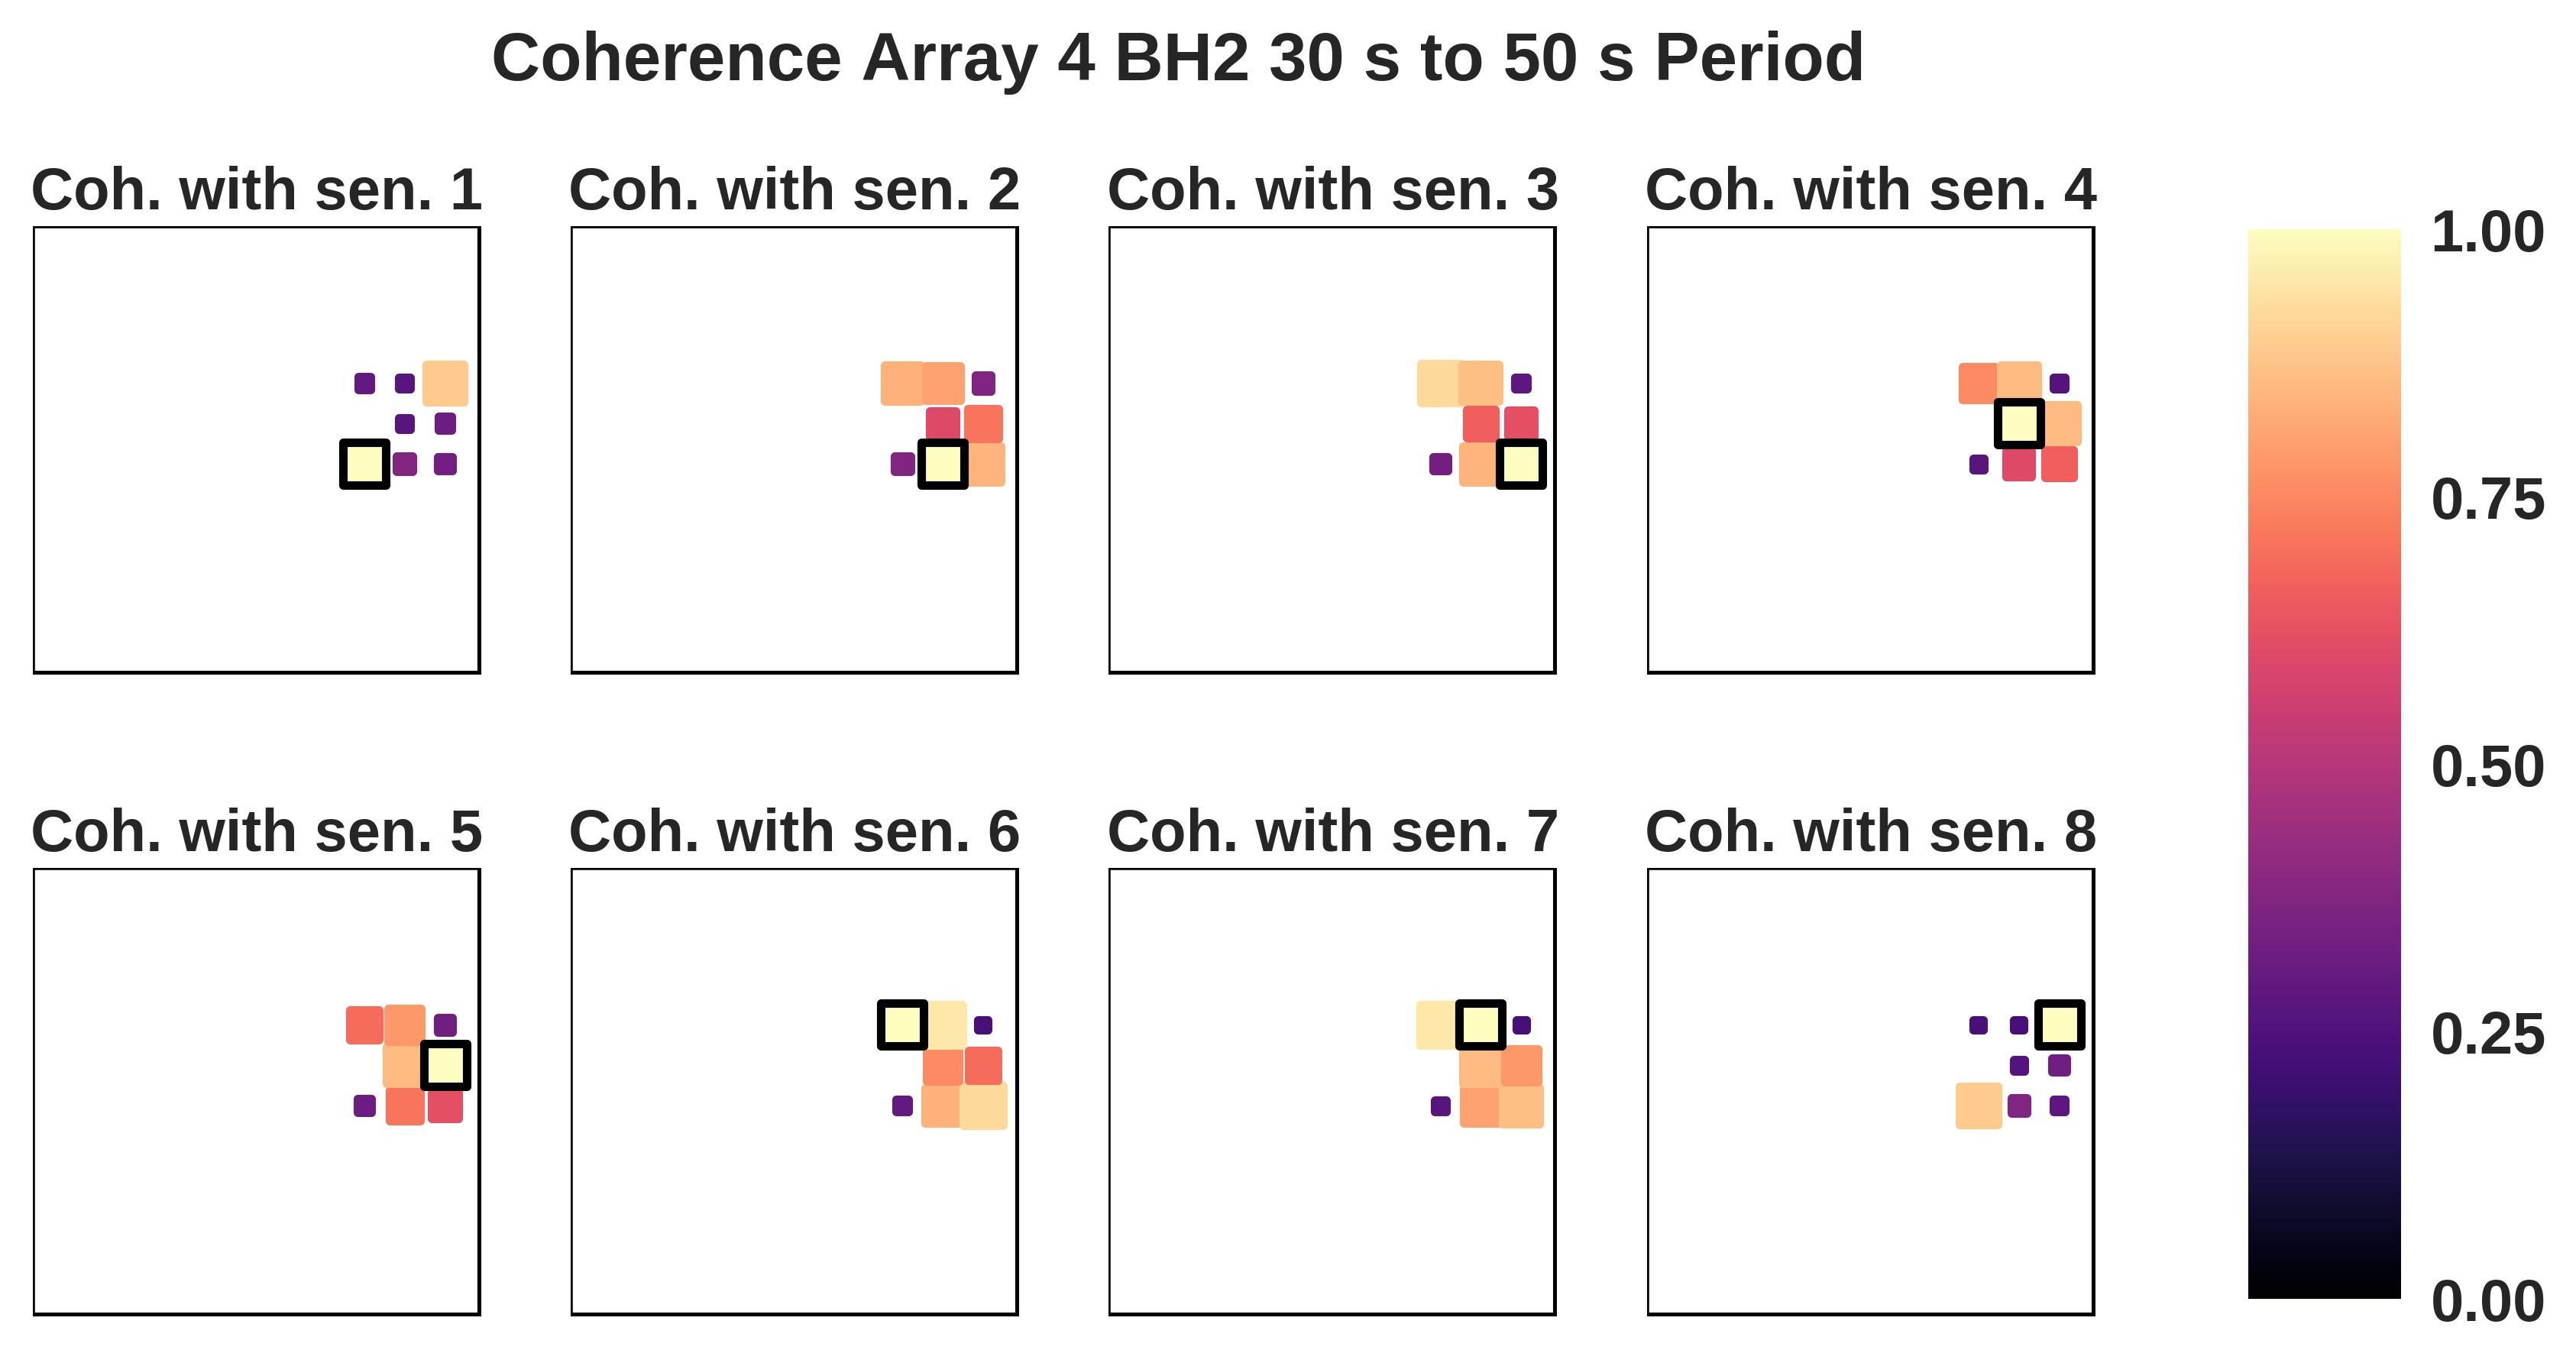 Coherence Array 4 BH2 30 s to 50 s Period
Coh. with sen. 1
Coh. with sen. 2
Coh. with sen. 3
Coh. with sen. 4
1.00
0.75
0.50
Coh. with sen. 5
Coh. with sen. 6
Coh. with sen. 7
Coh. with sen. 8
0.25
0.00